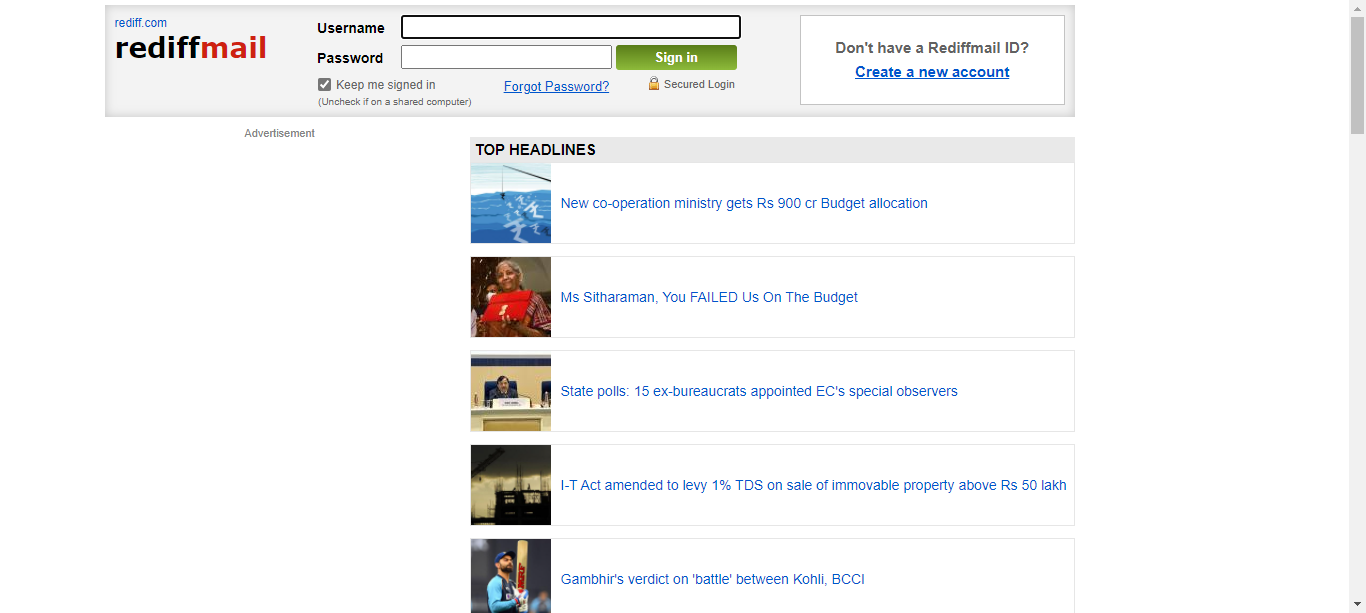 rediff.com
rediffmail
Username
Password
Sign in
Keep me signed in
Forgot Password?
Secured Login
(Uncheck if on a shared computer)
Don't have a Rediffmail ID?
Create a new account
Advertisement
TOP HEADLINES
New co-operation ministry gets Rs 900 cr Budget allocation
Ms Sitharaman, You FAILED Us On The Budget
State polls: 15 ex-bureaucrats appointed EC's special observers
I-T Act amended to levy 1% TDS on sale of immovable property above Rs 50 lakh
Gambhir's verdict on 'battle' between Kohli, BCCI